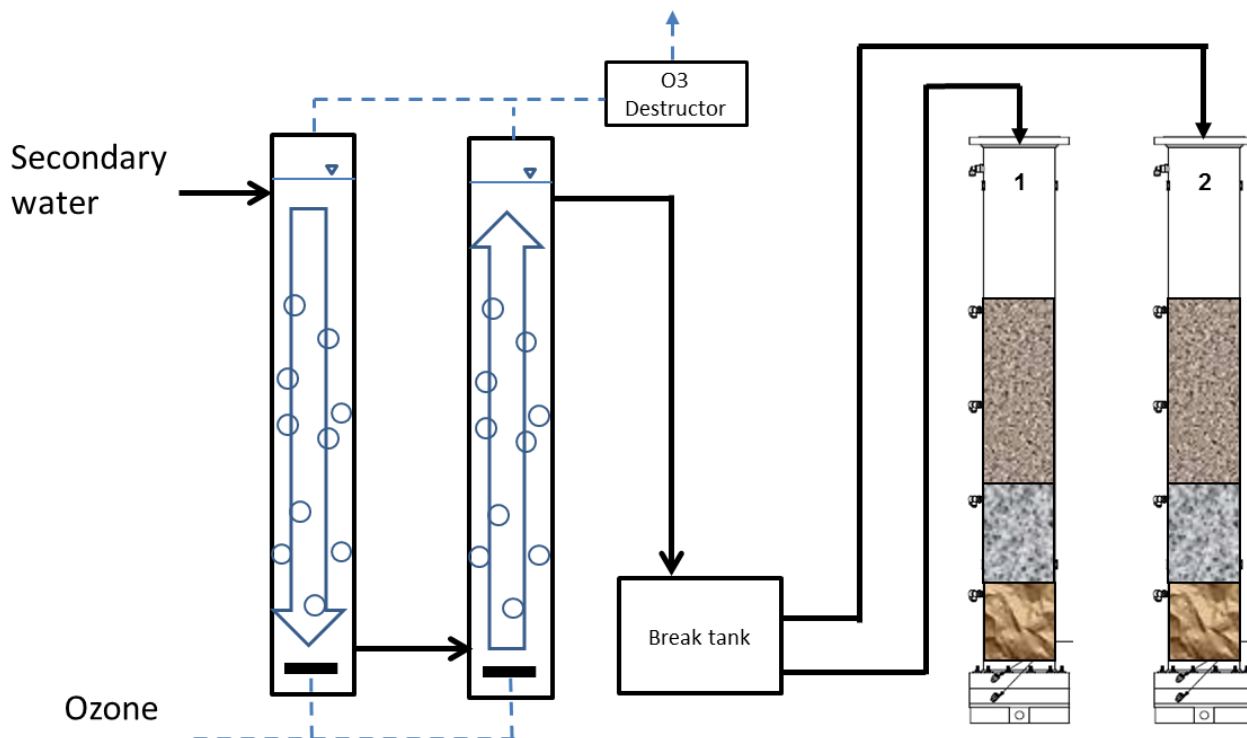 O3
Destructor
Secondary
water
1
2
Break tank
Ozone